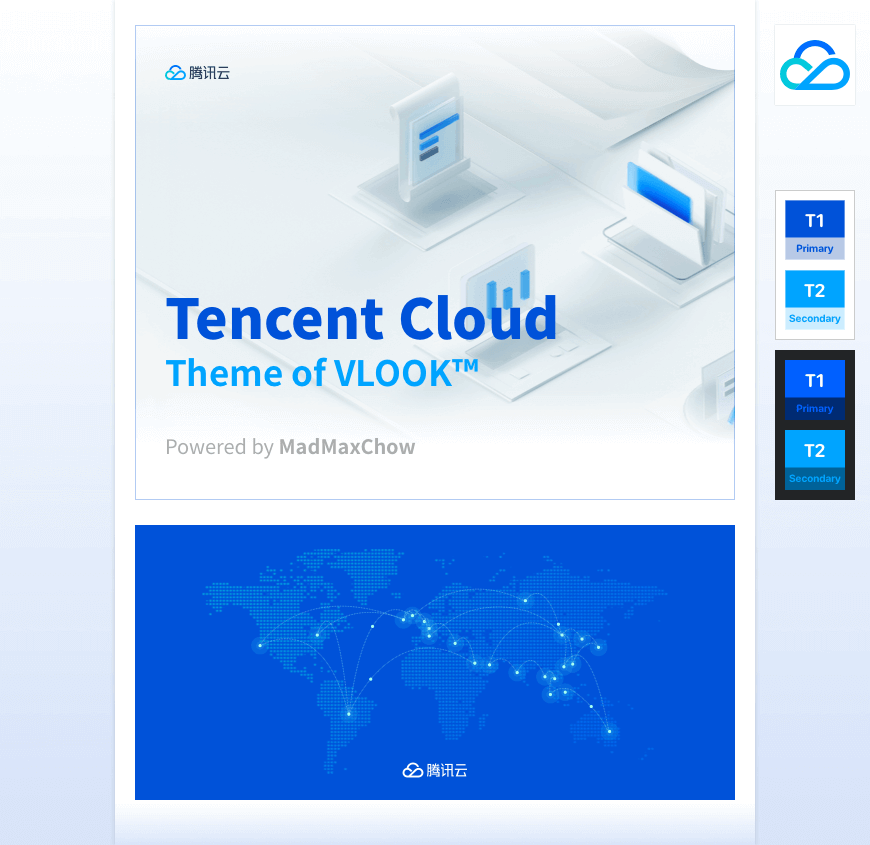 腾讯云
Tencent Cloud
Theme of VLOOK™
Powered by MadMaxChow
腾讯云
T1
Primary
T2
Secondary
T1
Primary
T2
Secondary